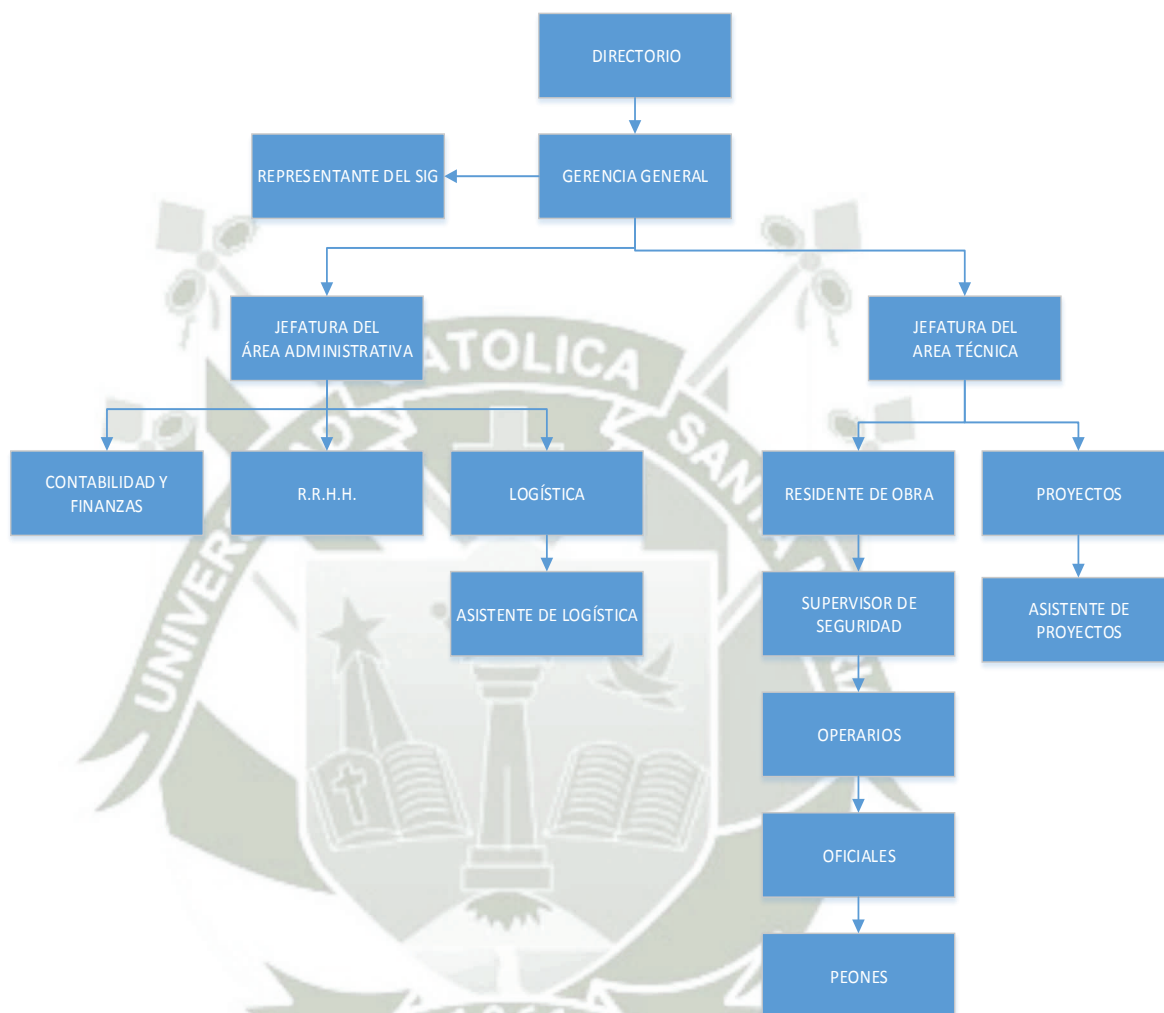 DIRECTORIO
REPRESENTANTE DEL SIG
GERENCIA GENERAL
JEFATURA DEL
ÁREA ADMINISTRATIVA
JEFATURA DEL
AREA TÉCNICA
CONTABILIDAD Y
FINANZAS
R.R.H.H.
LOGÍSTICA
RESIDENTE DE OBRA
PROYECTOS
ASISTENTE DE LOGÍSTICA
SUPERVISOR DE
SEGURIDAD
ASISTENTE DE
PROYECTOS
OPERARIOS
OFICIALES
PEONES
CATOLICA